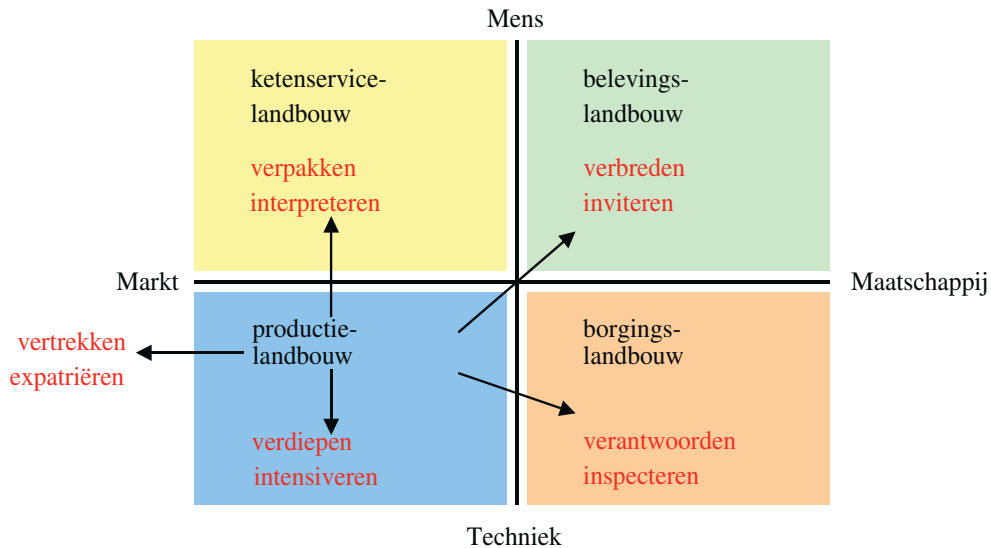 Mens
ketenservice-
landbouw
verpakken
interpreteren
belevings-
landbouw
verbreden
inviteren
Markt
Maatschappij
vertrekken
expatriëren
productie-
landbouw
verdiepen
intensiveren
borgings-
landbouw
verantwoorden
inspecteren
Techniek